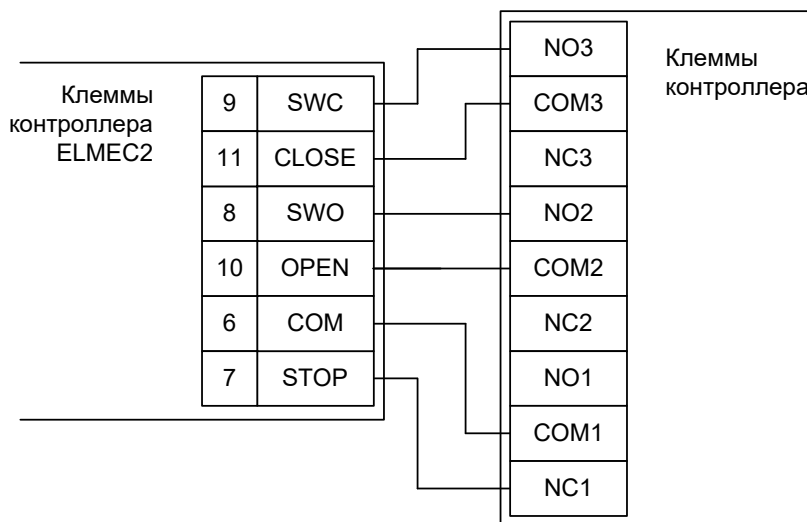 Клеммы
контроллера
ELMEC2
9 SWC
11 CLOSE
8 SWO
10 OPEN
6 COM
7 STOP
NO3
COM3
NC3
NO2
COM2
NC2
NO1
COM1
NC1
Клеммы
контроллера